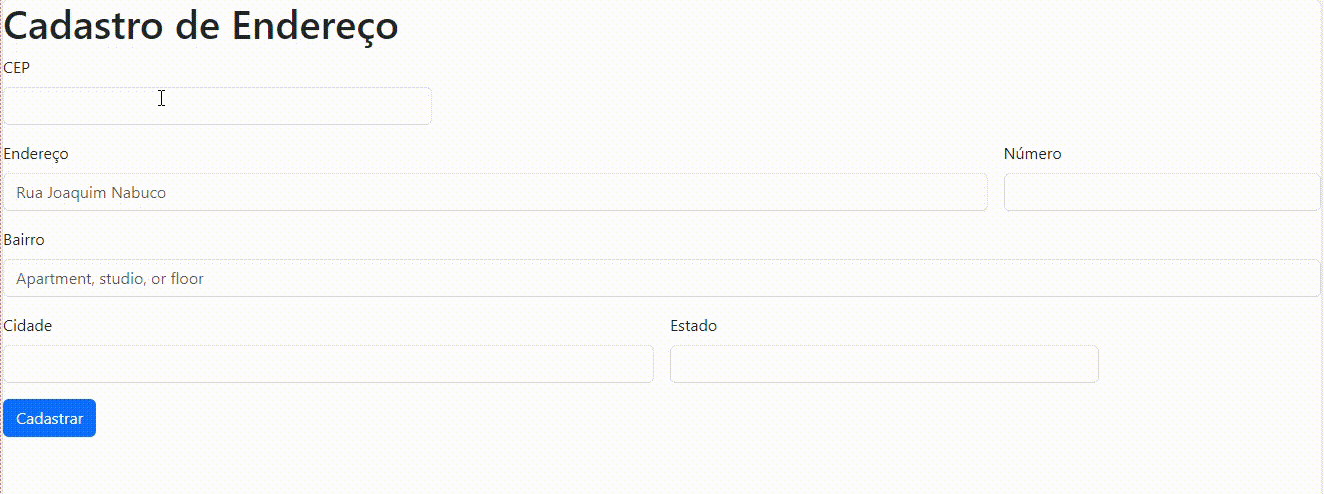 Cadastro de Endereço
CEP
Endereço Número
Rua Joaquim Nabuco
Bairro
Apartment, studio, or floor
Cidade Estado
Cadastrar